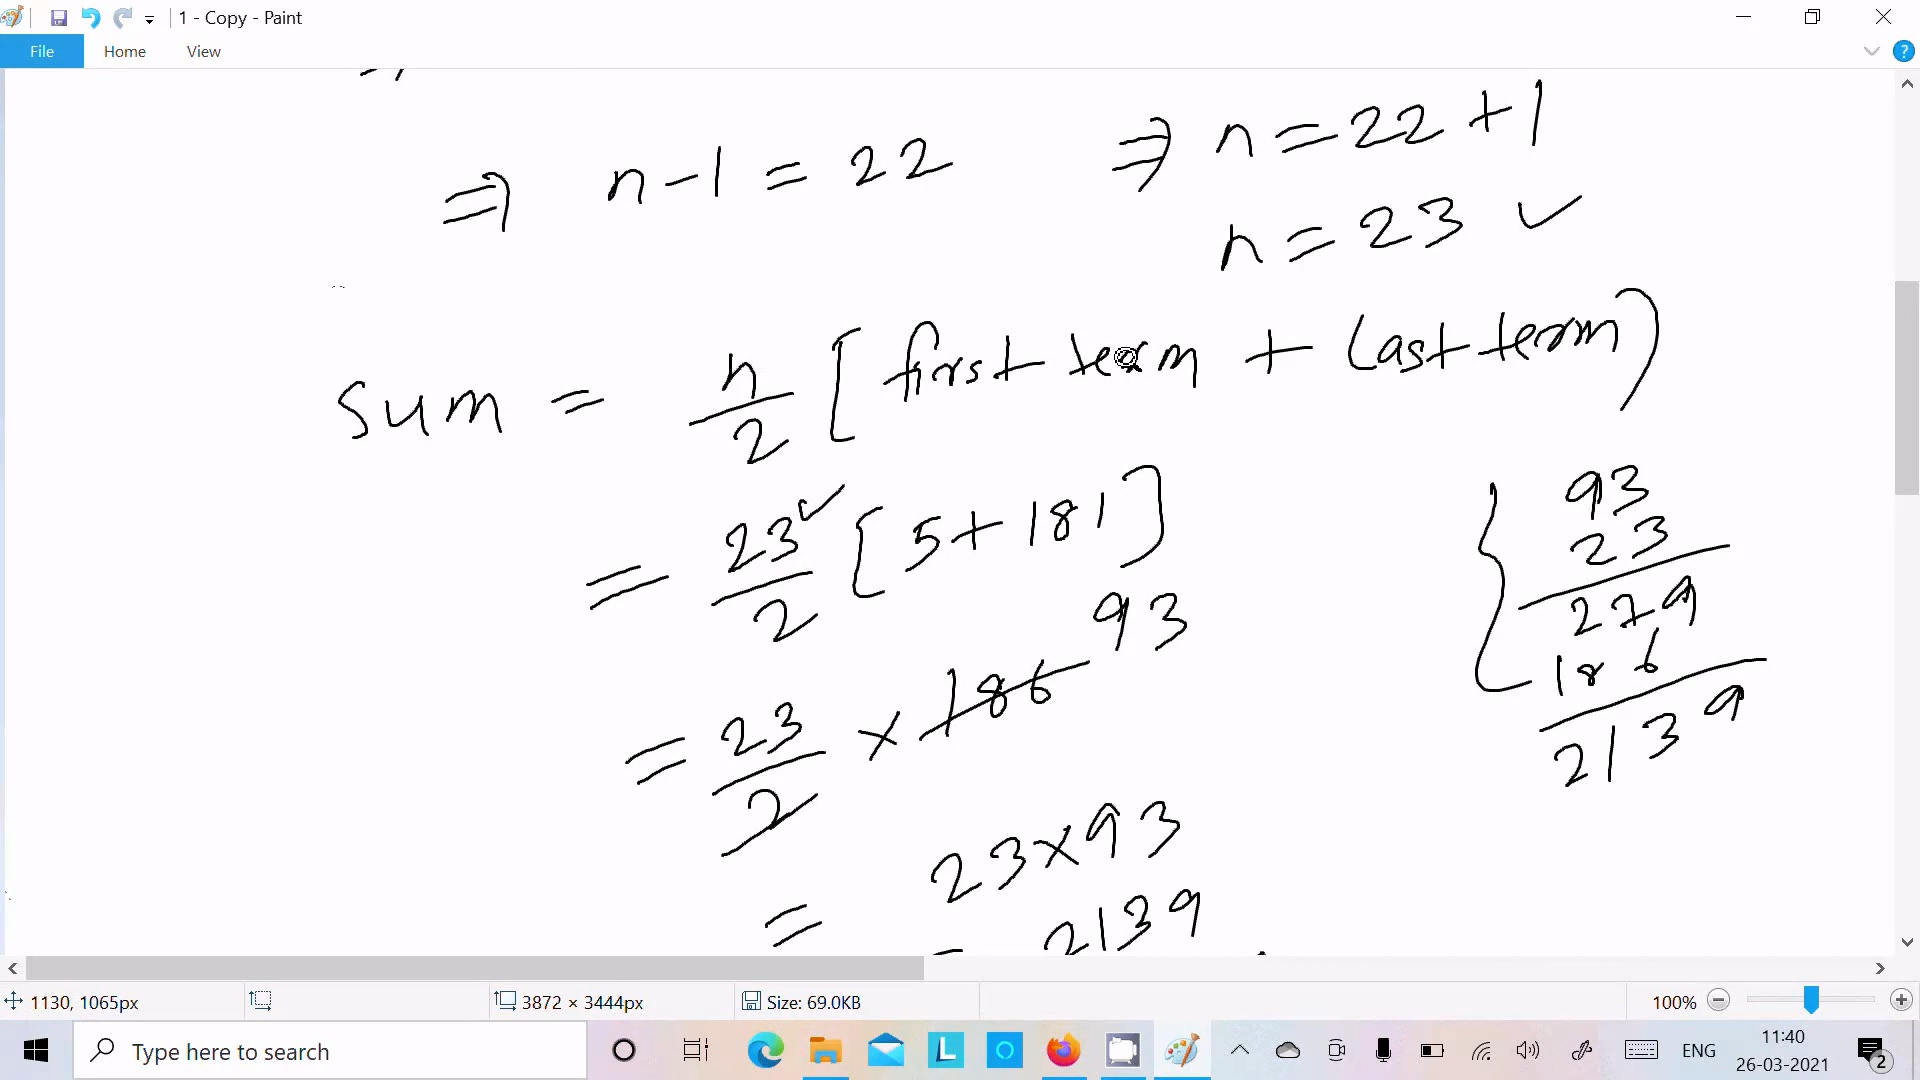 1 - Copy - Paint
File Home View
⇒ n-1 = 22 ⇒ n = 22 + 1
n = 23 ✓
Sum = n/2 [first term + Last term)
= 23✓/2 [5 + 181]
= 23/2 × 186 93
= 23×93
= 2139
93
23
279
186
2139
1130, 1065px 3872 × 3444px Size: 69.0KB 100%
Type here to search
L
ENG
11:40
26-03-2021
2